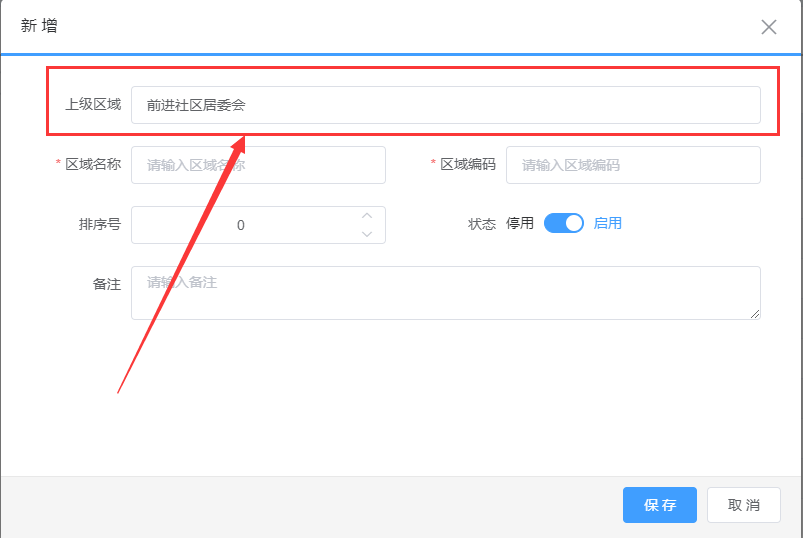 新 增
上级区域 前进社区居委会
* 区域名称 请输入区域名称 * 区域编码 请输入区域编码
排序号 0 状态 停用 启用
备注 请输入备注
保 存 取 消